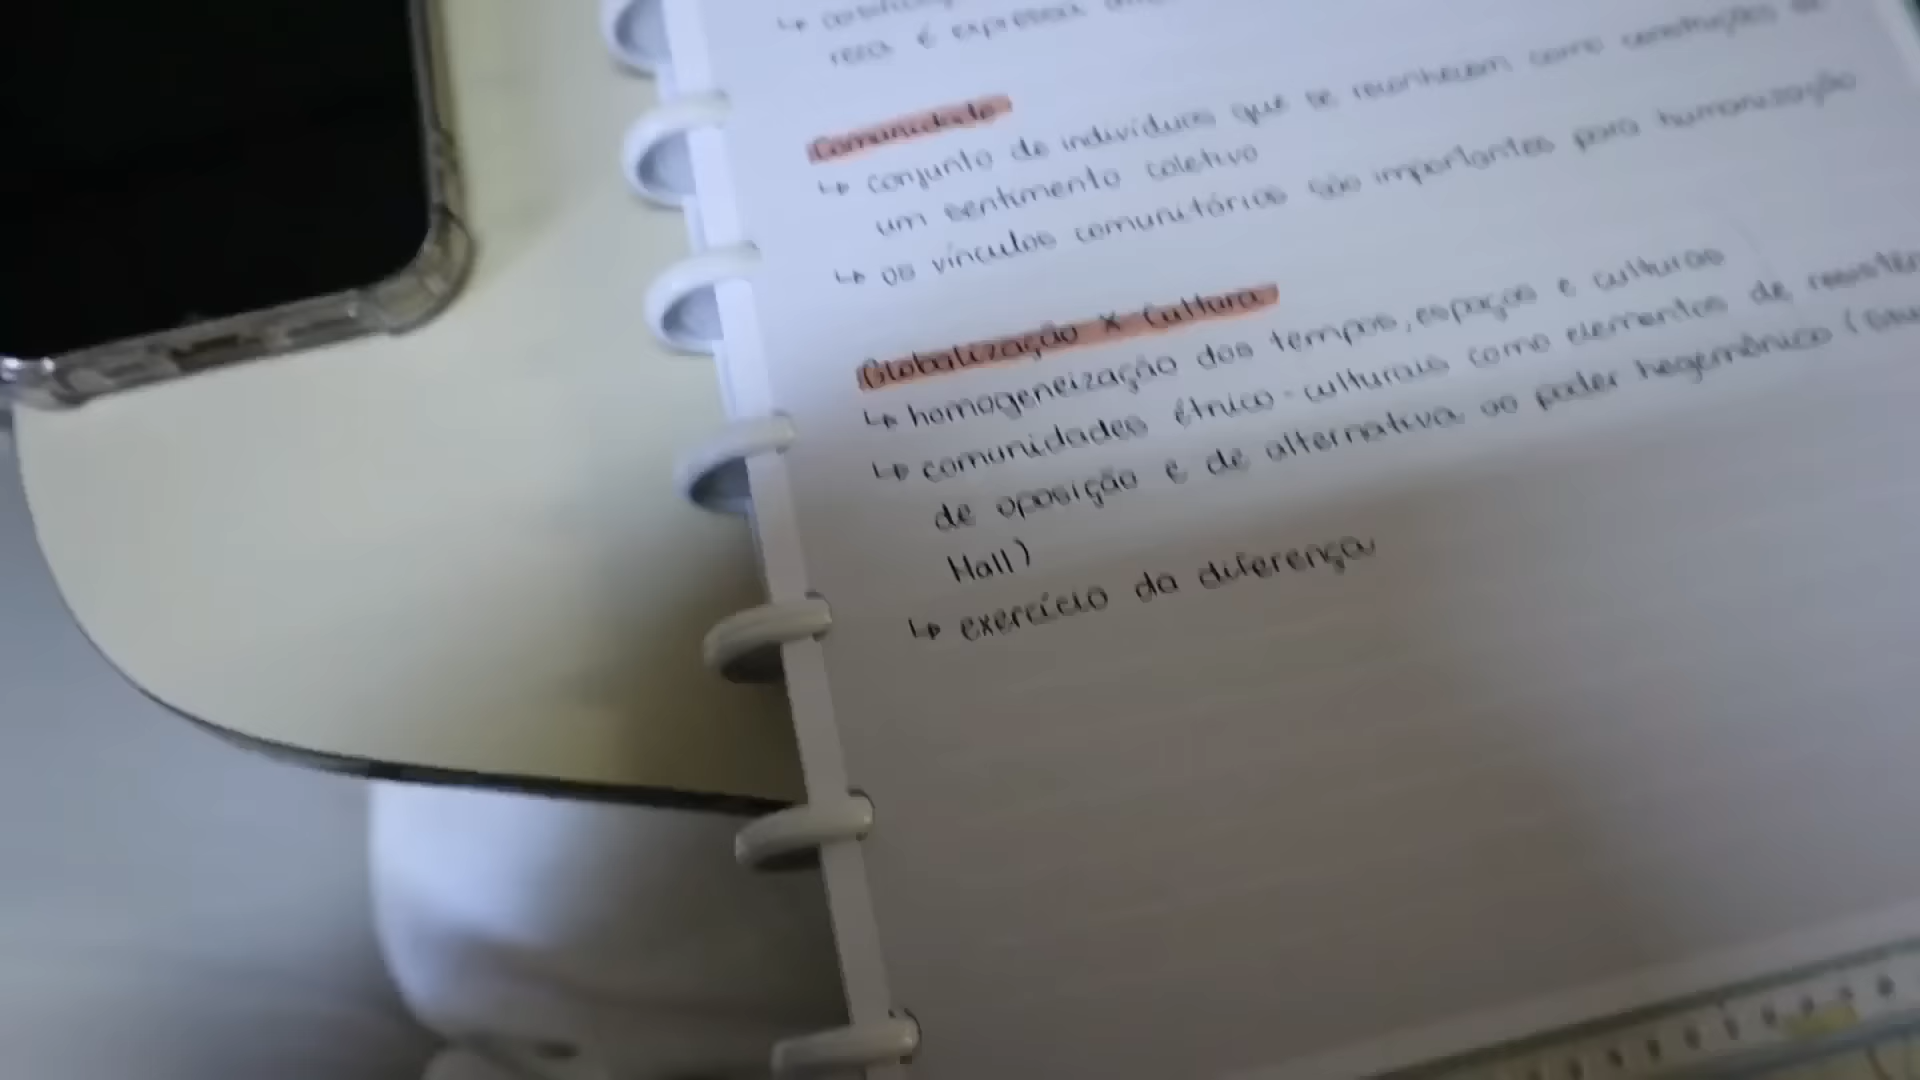 é expressa
Comunidade
↳ conjunto de indivíduos que se reconhecem como construções de
um sentimento coletivo
↳ os vínculos comunitários são importantes para humanização
Globalização x Cultura
↳ homogeneização dos tempos, espaços e culturas
↳ comunidades étnico-culturais como elementos de
de oposição e de alternativa ao poder hegemônico (
Hall)
↳ exercício da diferença